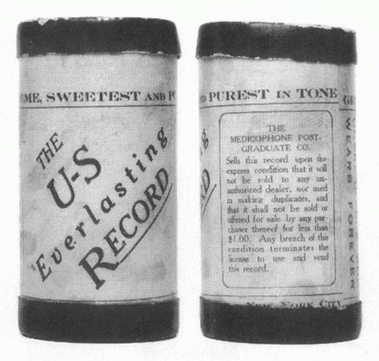 ME, SWEETEST AND P
THE
U-S
"Everlasting
RECORD
PUREST IN TONE
THE
MEDICOPHONE POST-
GRADUATE CO.
Sells this record upon the
express condition that it will
not be sold to any un-
authorized dealer, nor used
in making duplicates, and
that it shall not be sold or
offered for sale by any pur-
chaser thereof for less than
$1.00. Any breach of this
condition terminates the
license to use and vend
this record.
WEARS FOREVER
NEW YORK CITY